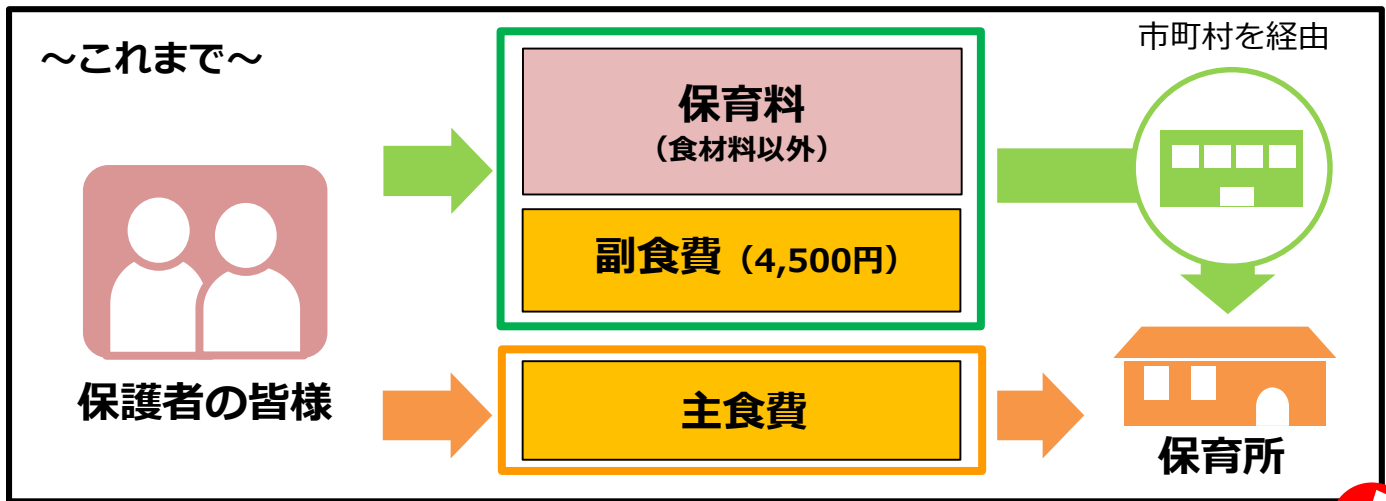 ～これまで～
市町村を経由
保育料
（食材料以外）
副食費（4,500円）
保護者の皆様
主食費
保育所